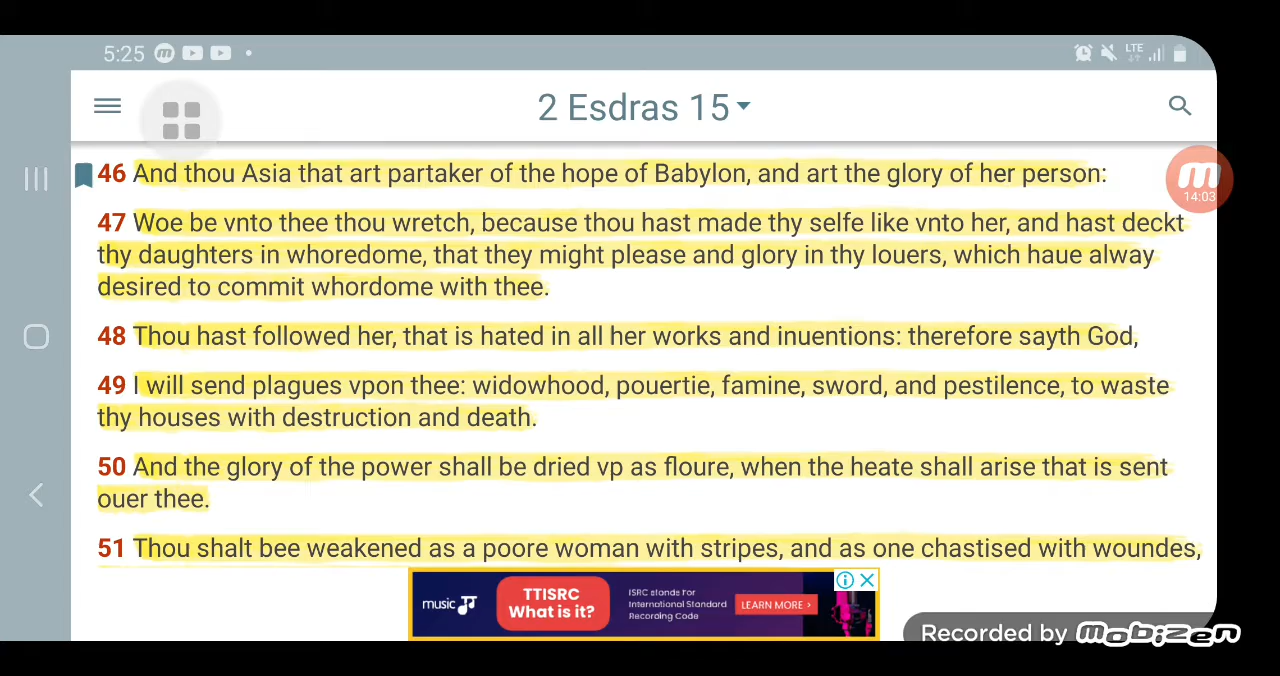 5:25
LTE
2 Esdras 15
14:03
46 And thou Asia that art partaker of the hope of Babylon, and art the glory of her person:
47 Woe be vnto thee thou wretch, because thou hast made thy selfe like vnto her, and hast deckt
thy daughters in whoredome, that they might please and glory in thy louers, which haue alway
desired to commit whordome with thee.
48 Thou hast followed her, that is hated in all her works and inuentions: therefore sayth God,
49 I will send plagues vpon thee: widowhood, pouertie, famine, sword, and pestilence, to waste
thy houses with destruction and death.
50 And the glory of the power shall be dried vp as floure, when the heate shall arise that is sent
ouer thee.
51 Thou shalt bee weakened as a poore woman with stripes, and as one chastised with woundes,
music
TTISRC
What is it?
ISRC stands For
International Standard
Recording Code
LEARN MORE >
Recorded by mobizen